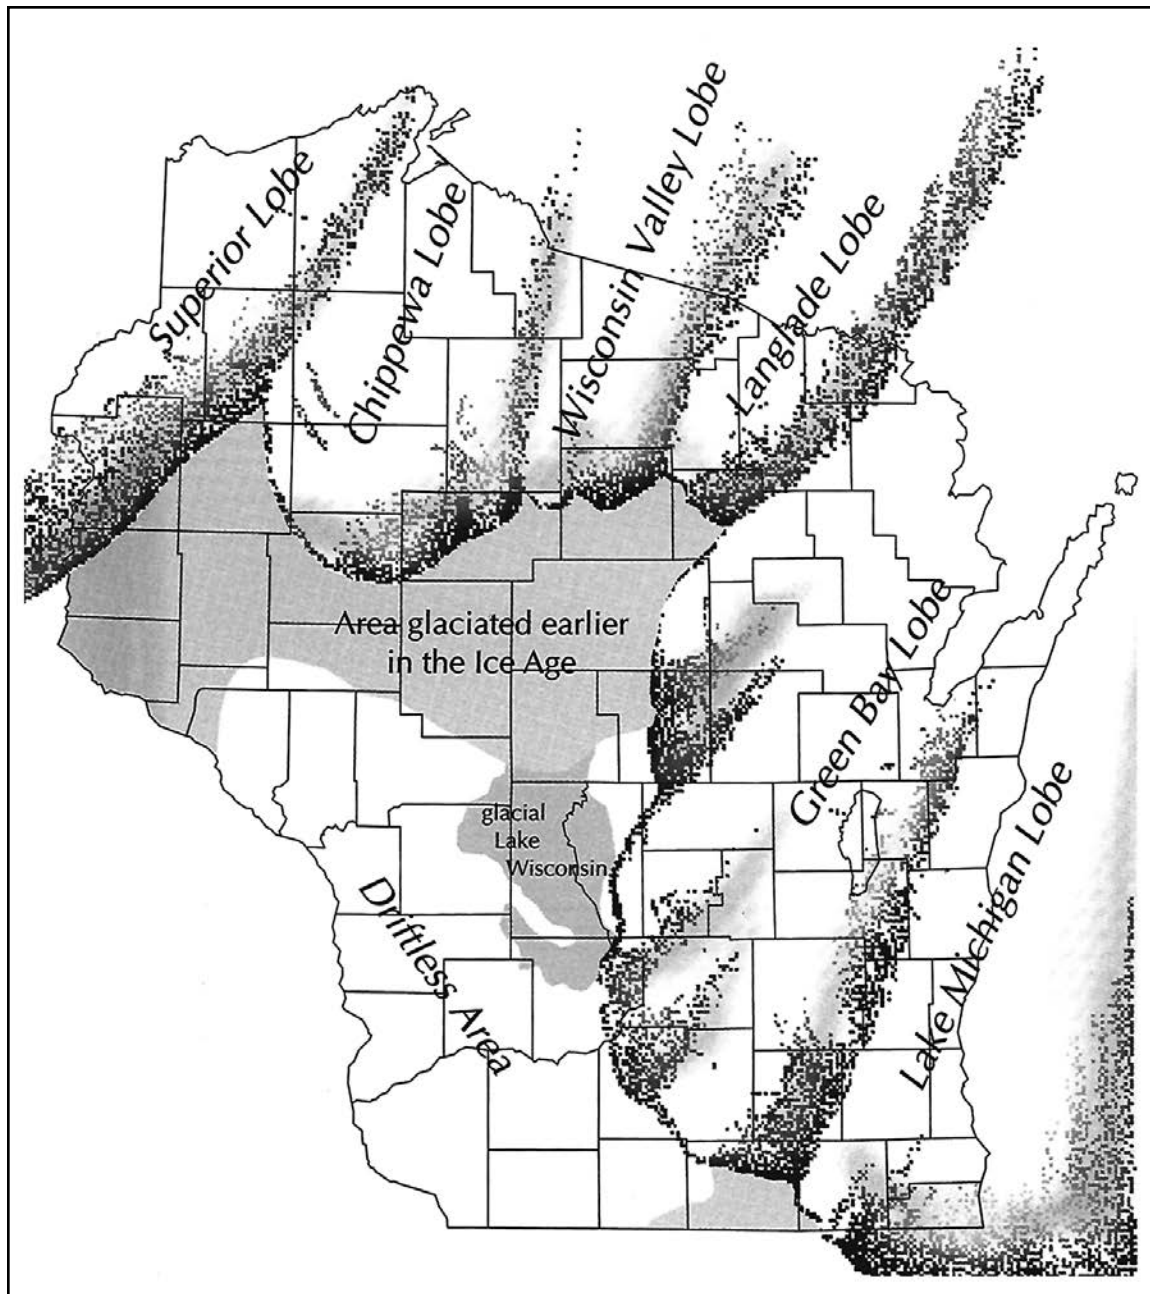 Superior Lobe
Chippewa Lobe
Wisconsin Valley Lobe
Langlade Lobe
Area glaciated earlier
in the Ice Age
Green Bay Lobe
glacial
Lake
Wisconsin
Lake Michigan Lobe
Driftless Area